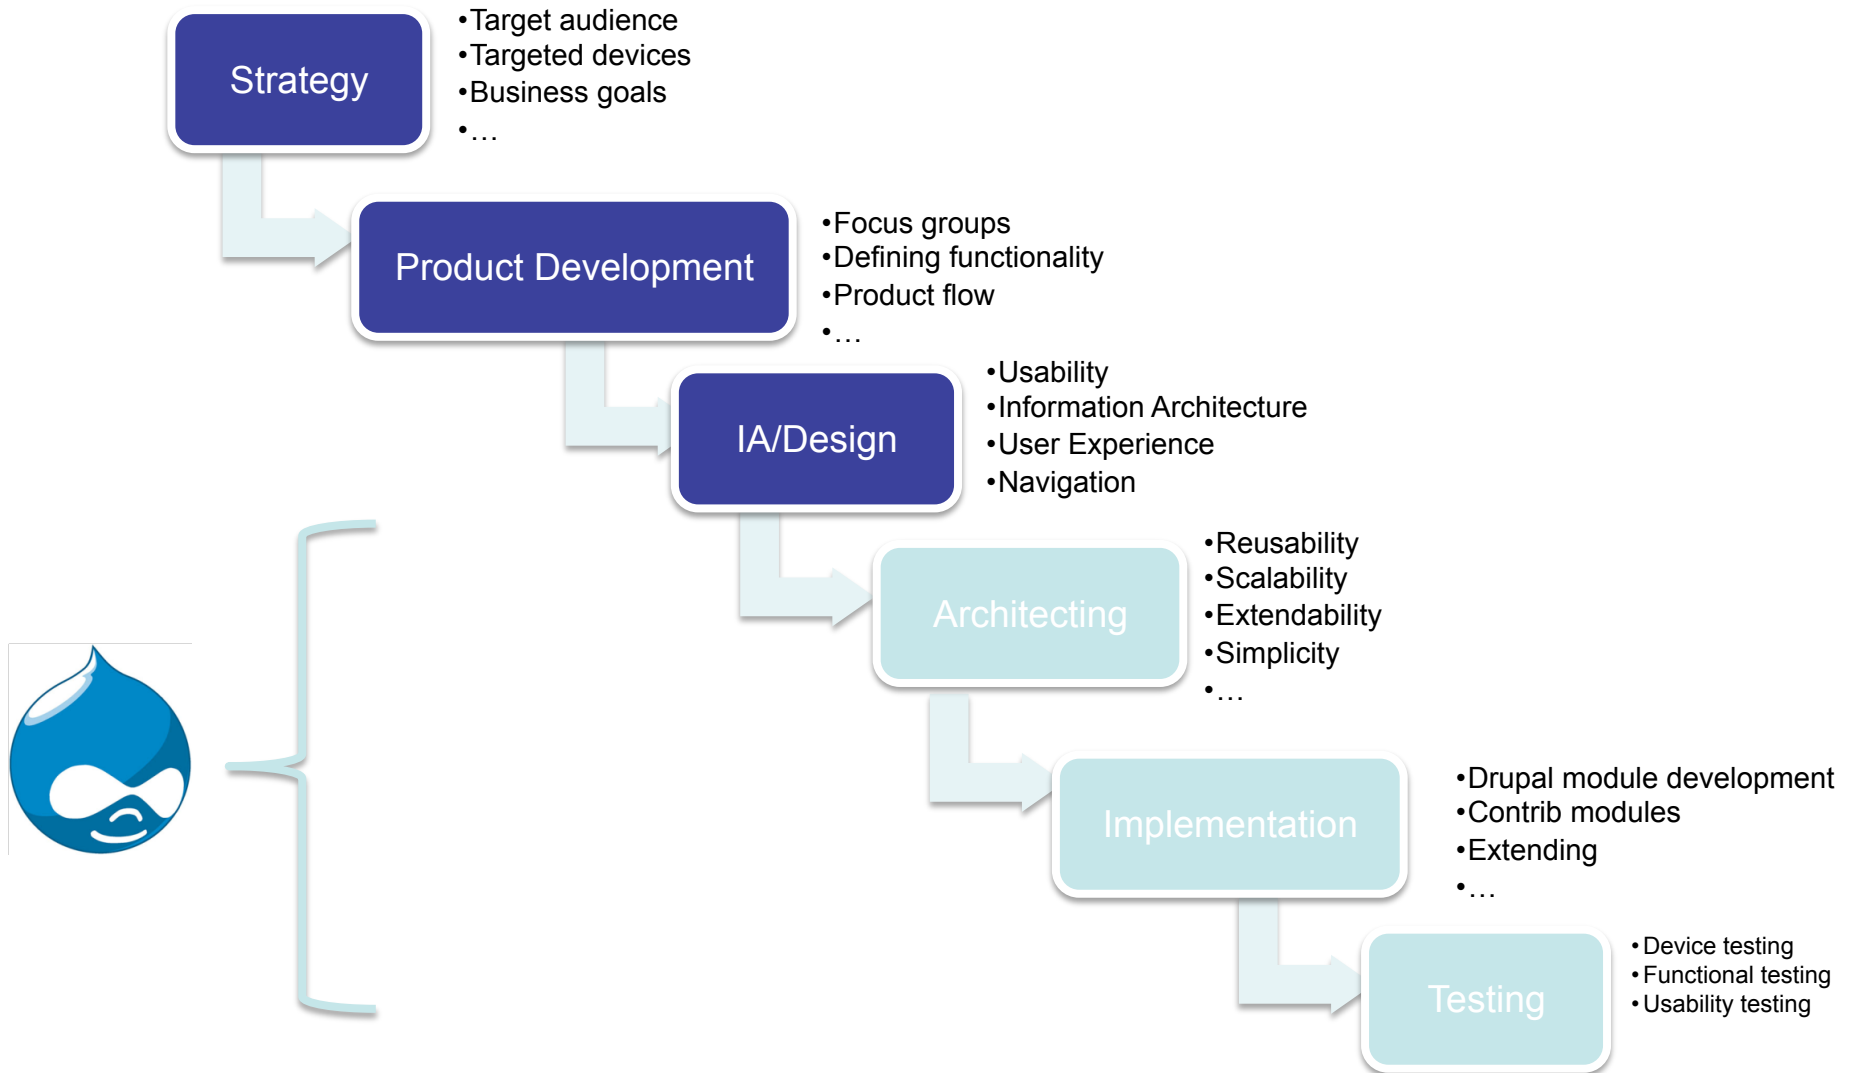 Strategy
•Target audience
•Targeted devices
•Business goals
•…
Product Development
•Focus groups
•Defining functionality
•Product flow
•…
IA/Design
•Usability
•Information Architecture
•User Experience
•Navigation
Architecting
•Reusability
•Scalability
•Extendability
•Simplicity
•…
Implementation
•Drupal module development
•Contrib modules
•Extending
•…
Testing
•Device testing
•Functional testing
•Usability testing